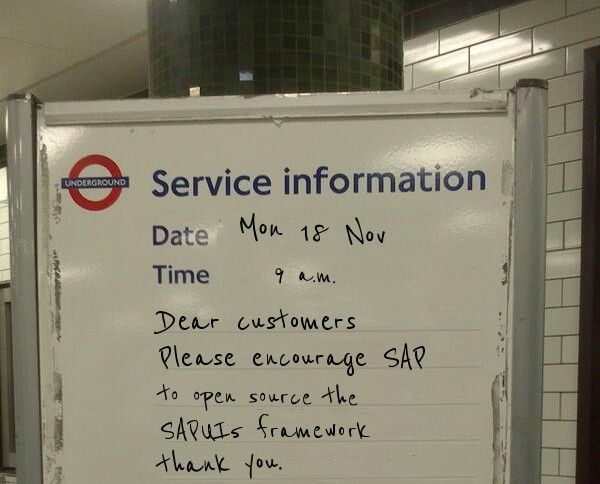 UNDERGROUND
Service information
Date Mon 18 Nov
Time 9 a.m.
Dear customers
Please encourage SAP
to open source the
SAPUI5 framework
thank you.